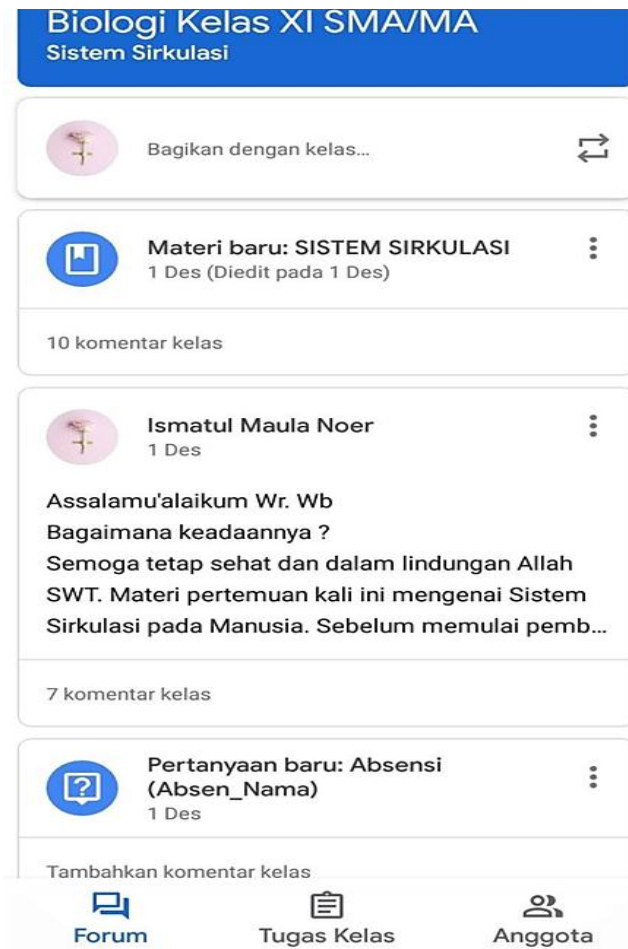 Biologi Kelas XI SMA/MA
Sistem Sirkulasi
Bagikan dengan kelas...
Materi baru: SISTEM SIRKULASI
1 Des (Diedit pada 1 Des)
10 komentar kelas
Ismatul Maula Noer
1 Des
Assalamu'alaikum Wr. Wb
Bagaimana keadaannya ?
Semoga tetap sehat dan dalam lindungan Allah
SWT. Materi pertemuan kali ini mengenai Sistem
Sirkulasi pada Manusia. Sebelum memulai pemb...
7 komentar kelas
Pertanyaan baru: Absensi
(Absen_Nama)
1 Des
Tambahkan komentar kelas
Forum Tugas Kelas Anggota